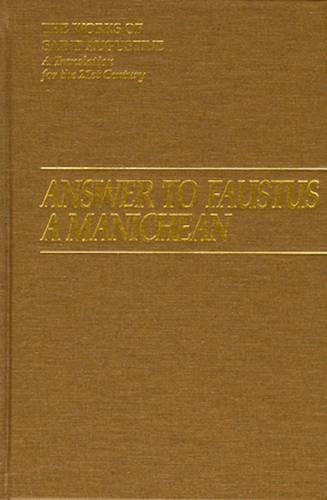 THE WORKS OF
SAINT AUGUSTINE
A Translation
for the 21st Century
ANSWER TO FAUSTUS
A MANICHEAN